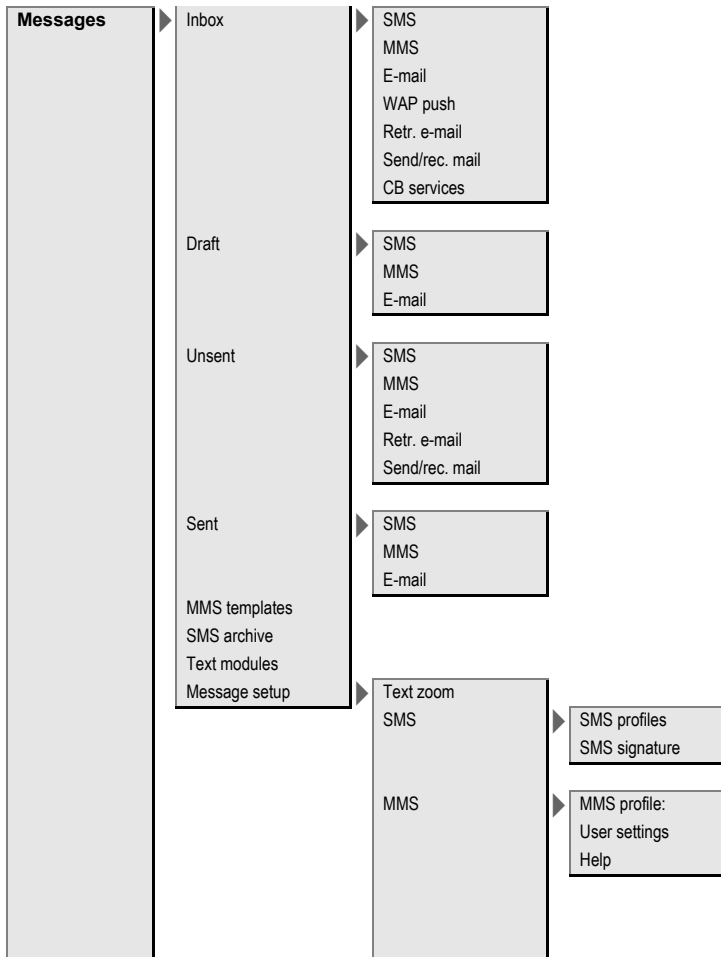 Messages
Inbox
SMS
MMS
E-mail
WAP push
Retr. e-mail
Send/rec. mail
CB services
Draft
SMS
MMS
E-mail
Unsent
SMS
MMS
E-mail
Retr. e-mail
Send/rec. mail
Sent
SMS
MMS
E-mail
MMS templates
SMS archive
Text modules
Message setup
Text zoom
SMS
SMS profiles
SMS signature
MMS
MMS profile:
User settings
Help